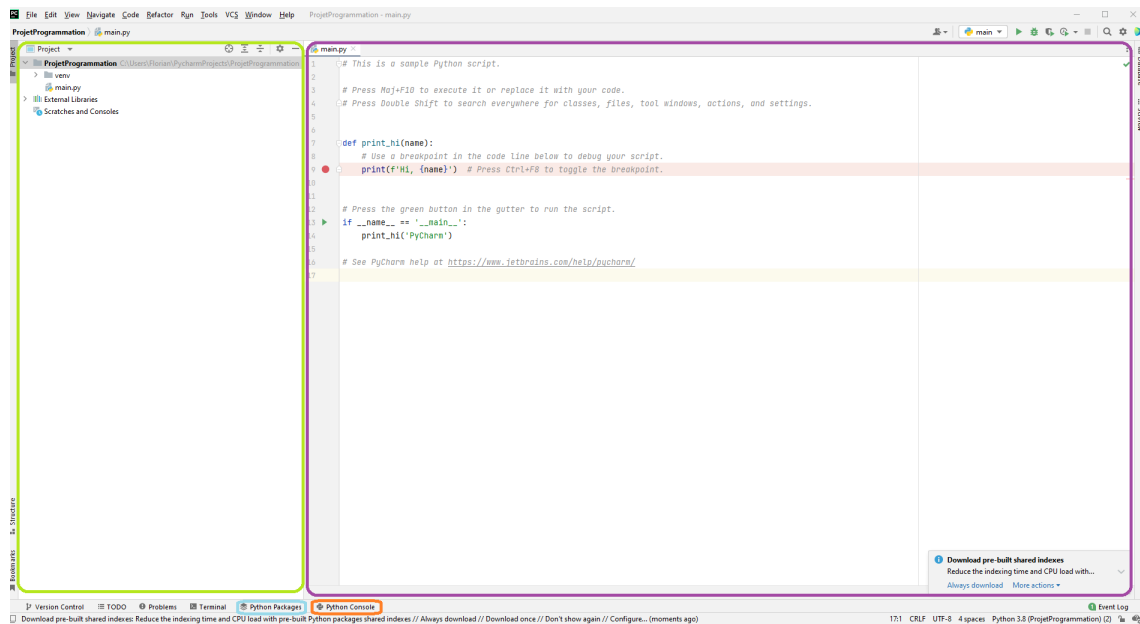 File Edit View Navigate Code Refactor Run Tools VCS Window Help ProjetProgrammation - main.py
ProjetProgrammation main.py main
Project
Project
main.py
ProjetProgrammation C:\Users\Florian\PycharmProjects\ProjetProgrammation
venv
main.py
External Libraries
Scratches and Consoles
1 # This is a sample Python script.
2
3 # Press Maj+F10 to execute it or replace it with your code.
4 # Press Double Shift to search everywhere for classes, files, tool windows, actions, and settings.
5
6
7 def print_hi(name):
8 # Use a breakpoint in the code line below to debug your script.
9 print(f'Hi, {name}') # Press Ctrl+F8 to toggle the breakpoint.
10
11
12 # Press the green button in the gutter to run the script.
13 if __name__ == '__main__':
14 print_hi('PyCharm')
15
16 # See PyCharm help at https://www.jetbrains.com/help/pycharm/
17
Structure
Bookmarks
Download pre-built shared indexes
Reduce the indexing time and CPU load with...
Always download More actions
Version Control TODO Problems Terminal Python Packages Python Console 1 Event Log
Download pre-built shared indexes: Reduce the indexing time and CPU load with pre-built Python packages shared indexes // Always download // Download once // Don't show again // Configure... (moments ago) 17:1 CRLF UTF-8 4 spaces Python 3.8 (ProjetProgrammation) (2)